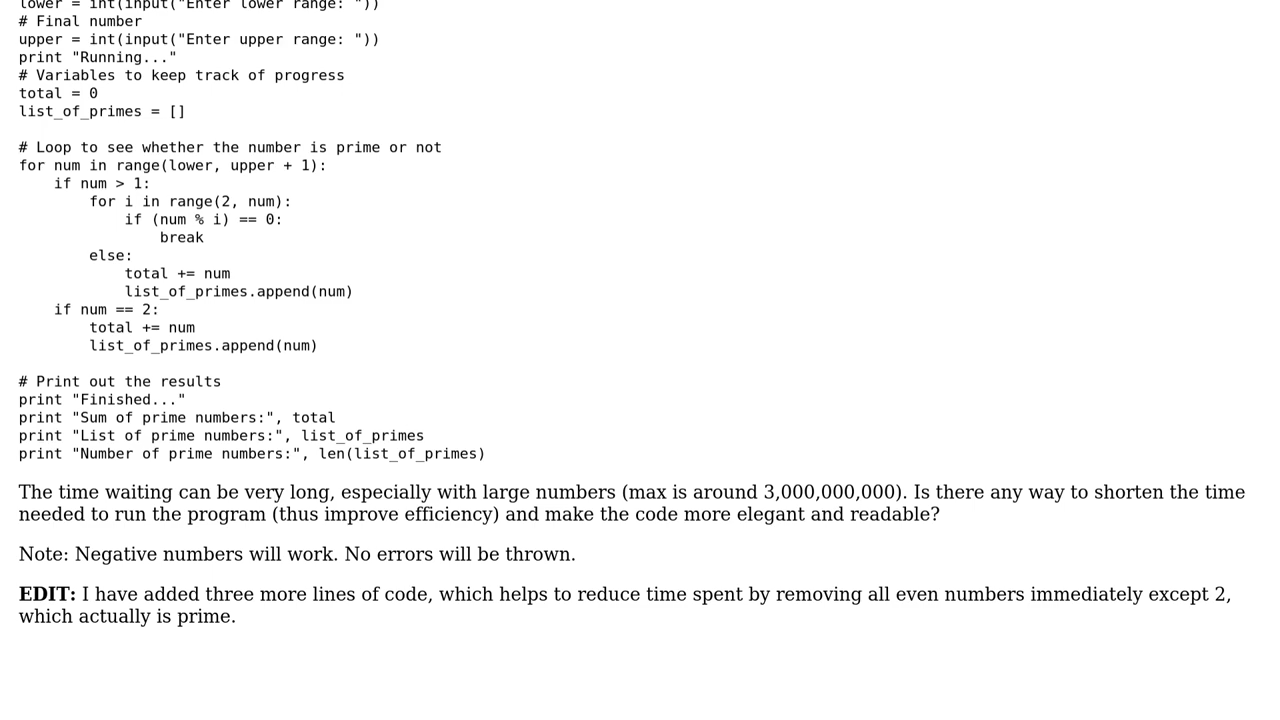 lower = int(input("Enter lower range: "))
# Final number
upper = int(input("Enter upper range: "))
print "Running..."
# Variables to keep track of progress
total = 0
list_of_primes = []

# Loop to see whether the number is prime or not
for num in range(lower, upper + 1):
    if num > 1:
        for i in range(2, num):
            if (num % i) == 0:
                break
        else:
            total += num
            list_of_primes.append(num)
    if num == 2:
        total += num
        list_of_primes.append(num)

# Print out the results
print "Finished..."
print "Sum of prime numbers:", total
print "List of prime numbers:", list_of_primes
print "Number of prime numbers:", len(list_of_primes)

The time waiting can be very long, especially with large numbers (max is around 3,000,000,000). Is there any way to shorten the time
needed to run the program (thus improve efficiency) and make the code more elegant and readable?

Note: Negative numbers will work. No errors will be thrown.

EDIT: I have added three more lines of code, which helps to reduce time spent by removing all even numbers immediately except 2,
which actually is prime.